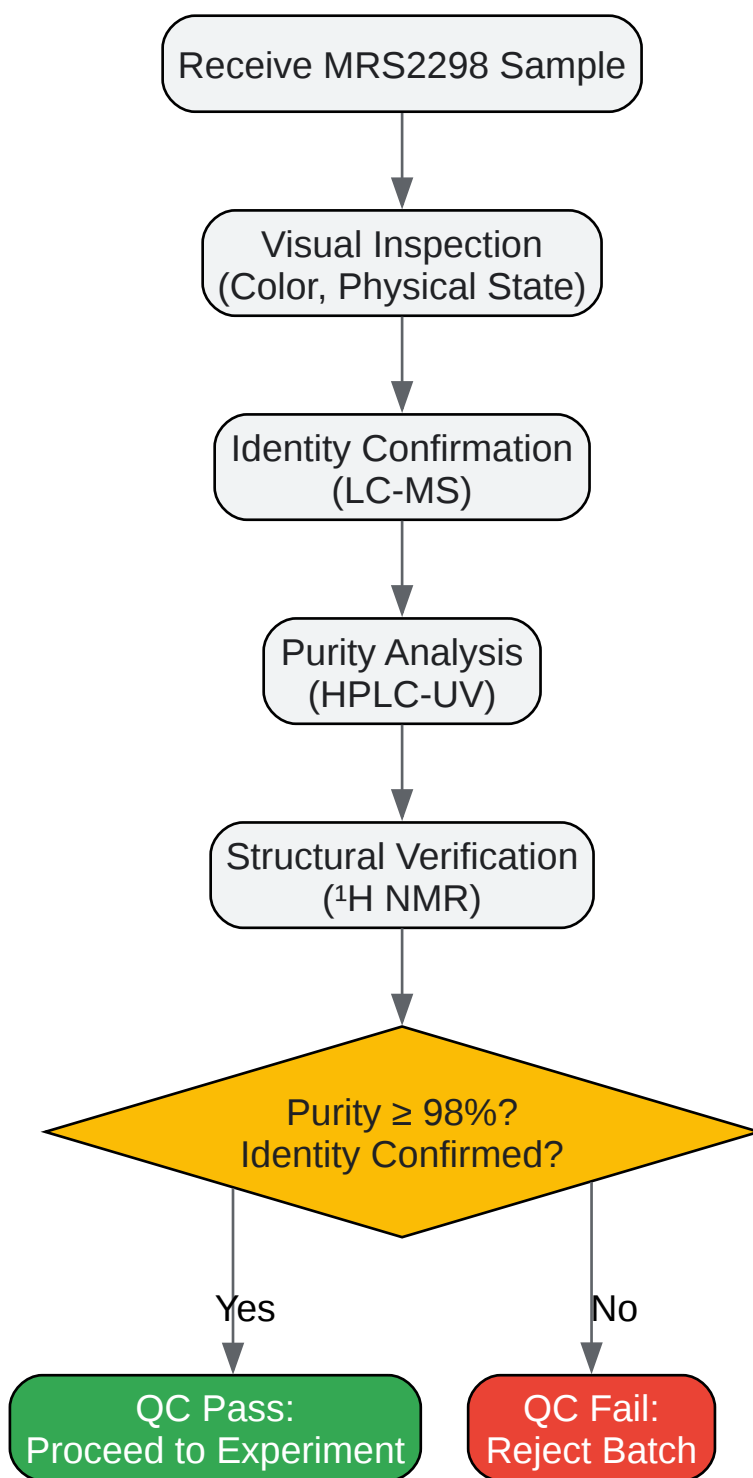 Receive MRS2298 Sample
Visual Inspection
(Color, Physical State)
Identity Confirmation
(LC-MS)
Purity Analysis
(HPLC-UV)
Structural Verification
(¹H NMR)
Purity ≥ 98%?
Identity Confirmed?
Yes
No
QC Pass:
Proceed to Experiment
QC Fail:
Reject Batch